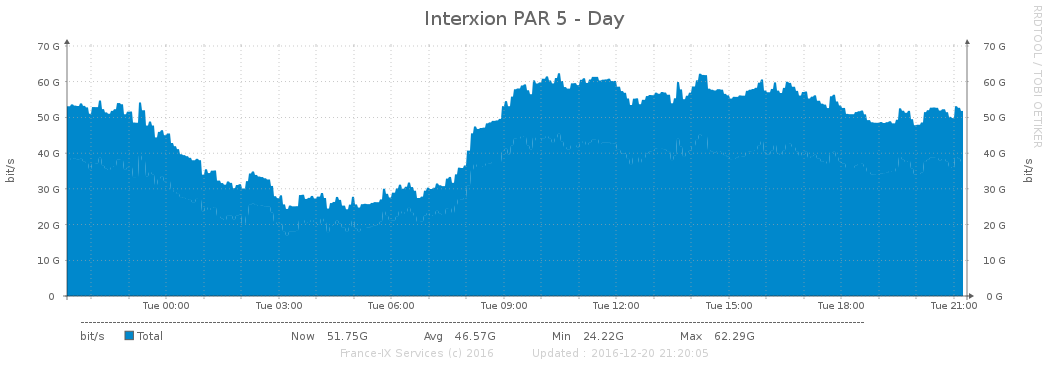 Interxion PAR 5 - Day
RRDTOOL / TOBI OETIKER
70 G 70 G
60 G 60 G
50 G 50 G
40 G 40 G
30 G 30 G
20 G 20 G
10 G 10 G
0 0 G
bit/s bit/s
Tue 00:00 Tue 03:00 Tue 06:00 Tue 09:00 Tue 12:00 Tue 15:00 Tue 18:00 Tue 21:00
bit/s Total Now 51.75G Avg 46.57G Min 24.22G Max 62.29G
France-IX Services (c) 2016 Updated : 2016-12-20 21:20:05